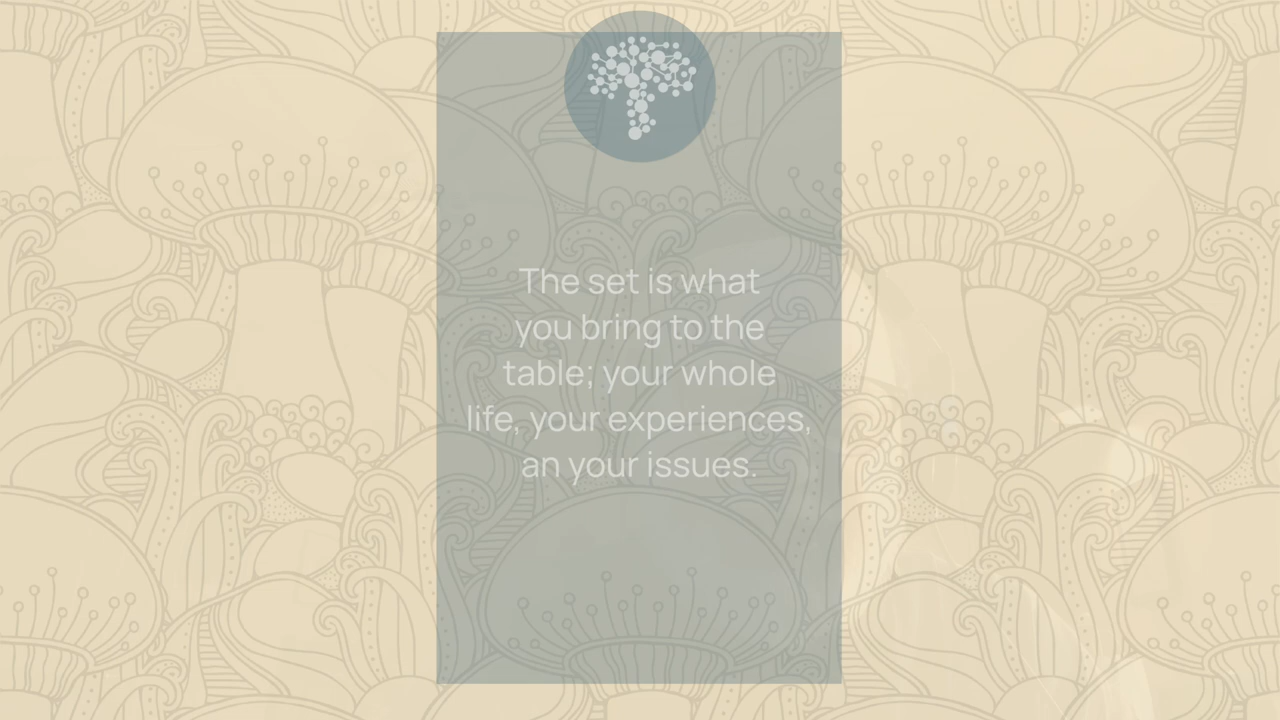 The set is what
you bring to the
table; your whole
life, your experiences,
an your issues.